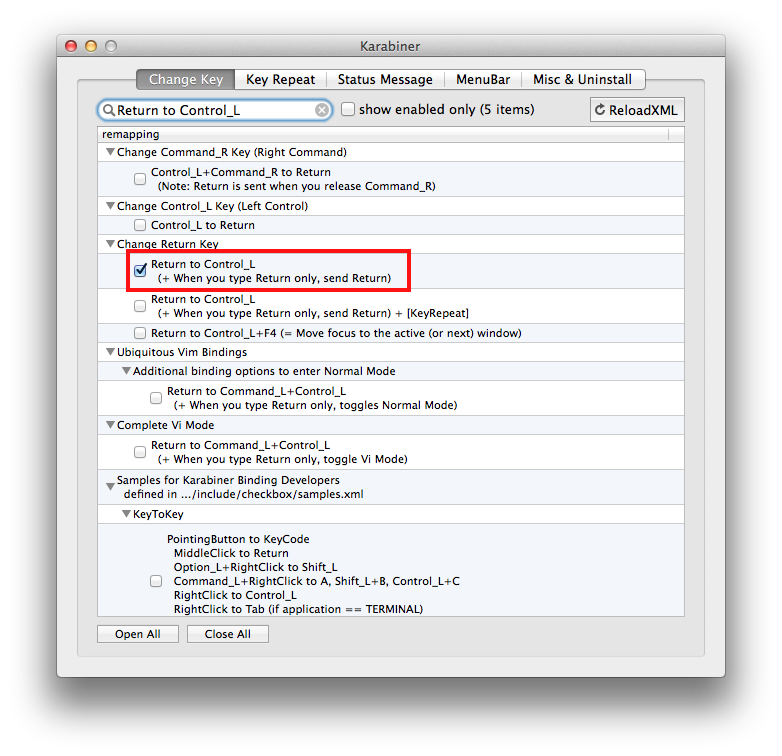 Karabiner
Change Key Key Repeat Status Message MenuBar Misc & Uninstall
Return to Control_L show enabled only (5 items) ReloadXML
remapping
Change Command_R Key (Right Command)
Control_L+Command_R to Return
(Note: Return is sent when you release Command_R)
Change Control_L Key (Left Control)
Control_L to Return
Change Return Key
Return to Control_L
(+ When you type Return only, send Return)
Return to Control_L
(+ When you type Return only, send Return) + [KeyRepeat]
Return to Control_L+F4 (= Move focus to the active (or next) window)
Ubiquitous Vim Bindings
Additional binding options to enter Normal Mode
Return to Command_L+Control_L
(+ When you type Return only, toggles Normal Mode)
Complete Vi Mode
Return to Command_L+Control_L
(+ When you type Return only, toggle Vi Mode)
Samples for Karabiner Binding Developers
defined in .../include/checkbox/samples.xml
KeyToKey
PointingButton to KeyCode
MiddleClick to Return
Option_L+RightClick to Shift_L
Command_L+RightClick to A, Shift_L+B, Control_L+C
RightClick to Control_L
RightClick to Tab (if application == TERMINAL)
Open All Close All